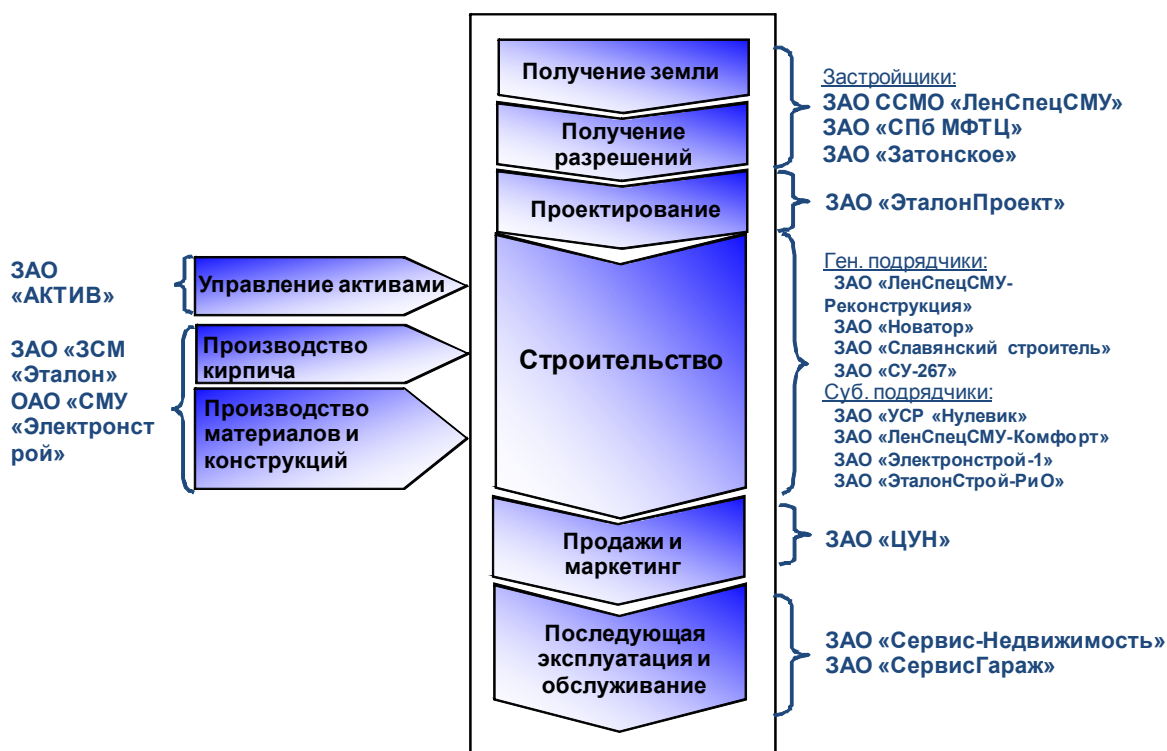 Получение земли
Получение
разрешений
Проектирование
Строительство
Продажи и
маркетинг
Последующая
эксплуатация и
обслуживание
ЗАО
«АКТИВ»
Управление активами
ЗАО «ЗСМ
«Эталон»
ОАО «СМУ
«Электронст
рой»
Производство
кирпича
Производство
материалов и
конструкций
Застройщики:
ЗАО ССМО «ЛенСпецСМУ»
ЗАО «СПб МФТЦ»
ЗАО «Затонское»
ЗАО «ЭталонПроект»
Ген. подрядчики:
ЗАО «ЛенСпецСМУ-
Реконструкция»
ЗАО «Новатор»
ЗАО «Славянский строитель»
ЗАО «СУ-267»
Суб. подрядчики:
ЗАО «УСР «Нулевик»
ЗАО «ЛенСпецСМУ-Комфорт»
ЗАО «Электронстрой-1»
ЗАО «ЭталонСтрой-РиО»
ЗАО «ЦУН»
ЗАО «Сервис-Недвижимость»
ЗАО «СервисГараж»